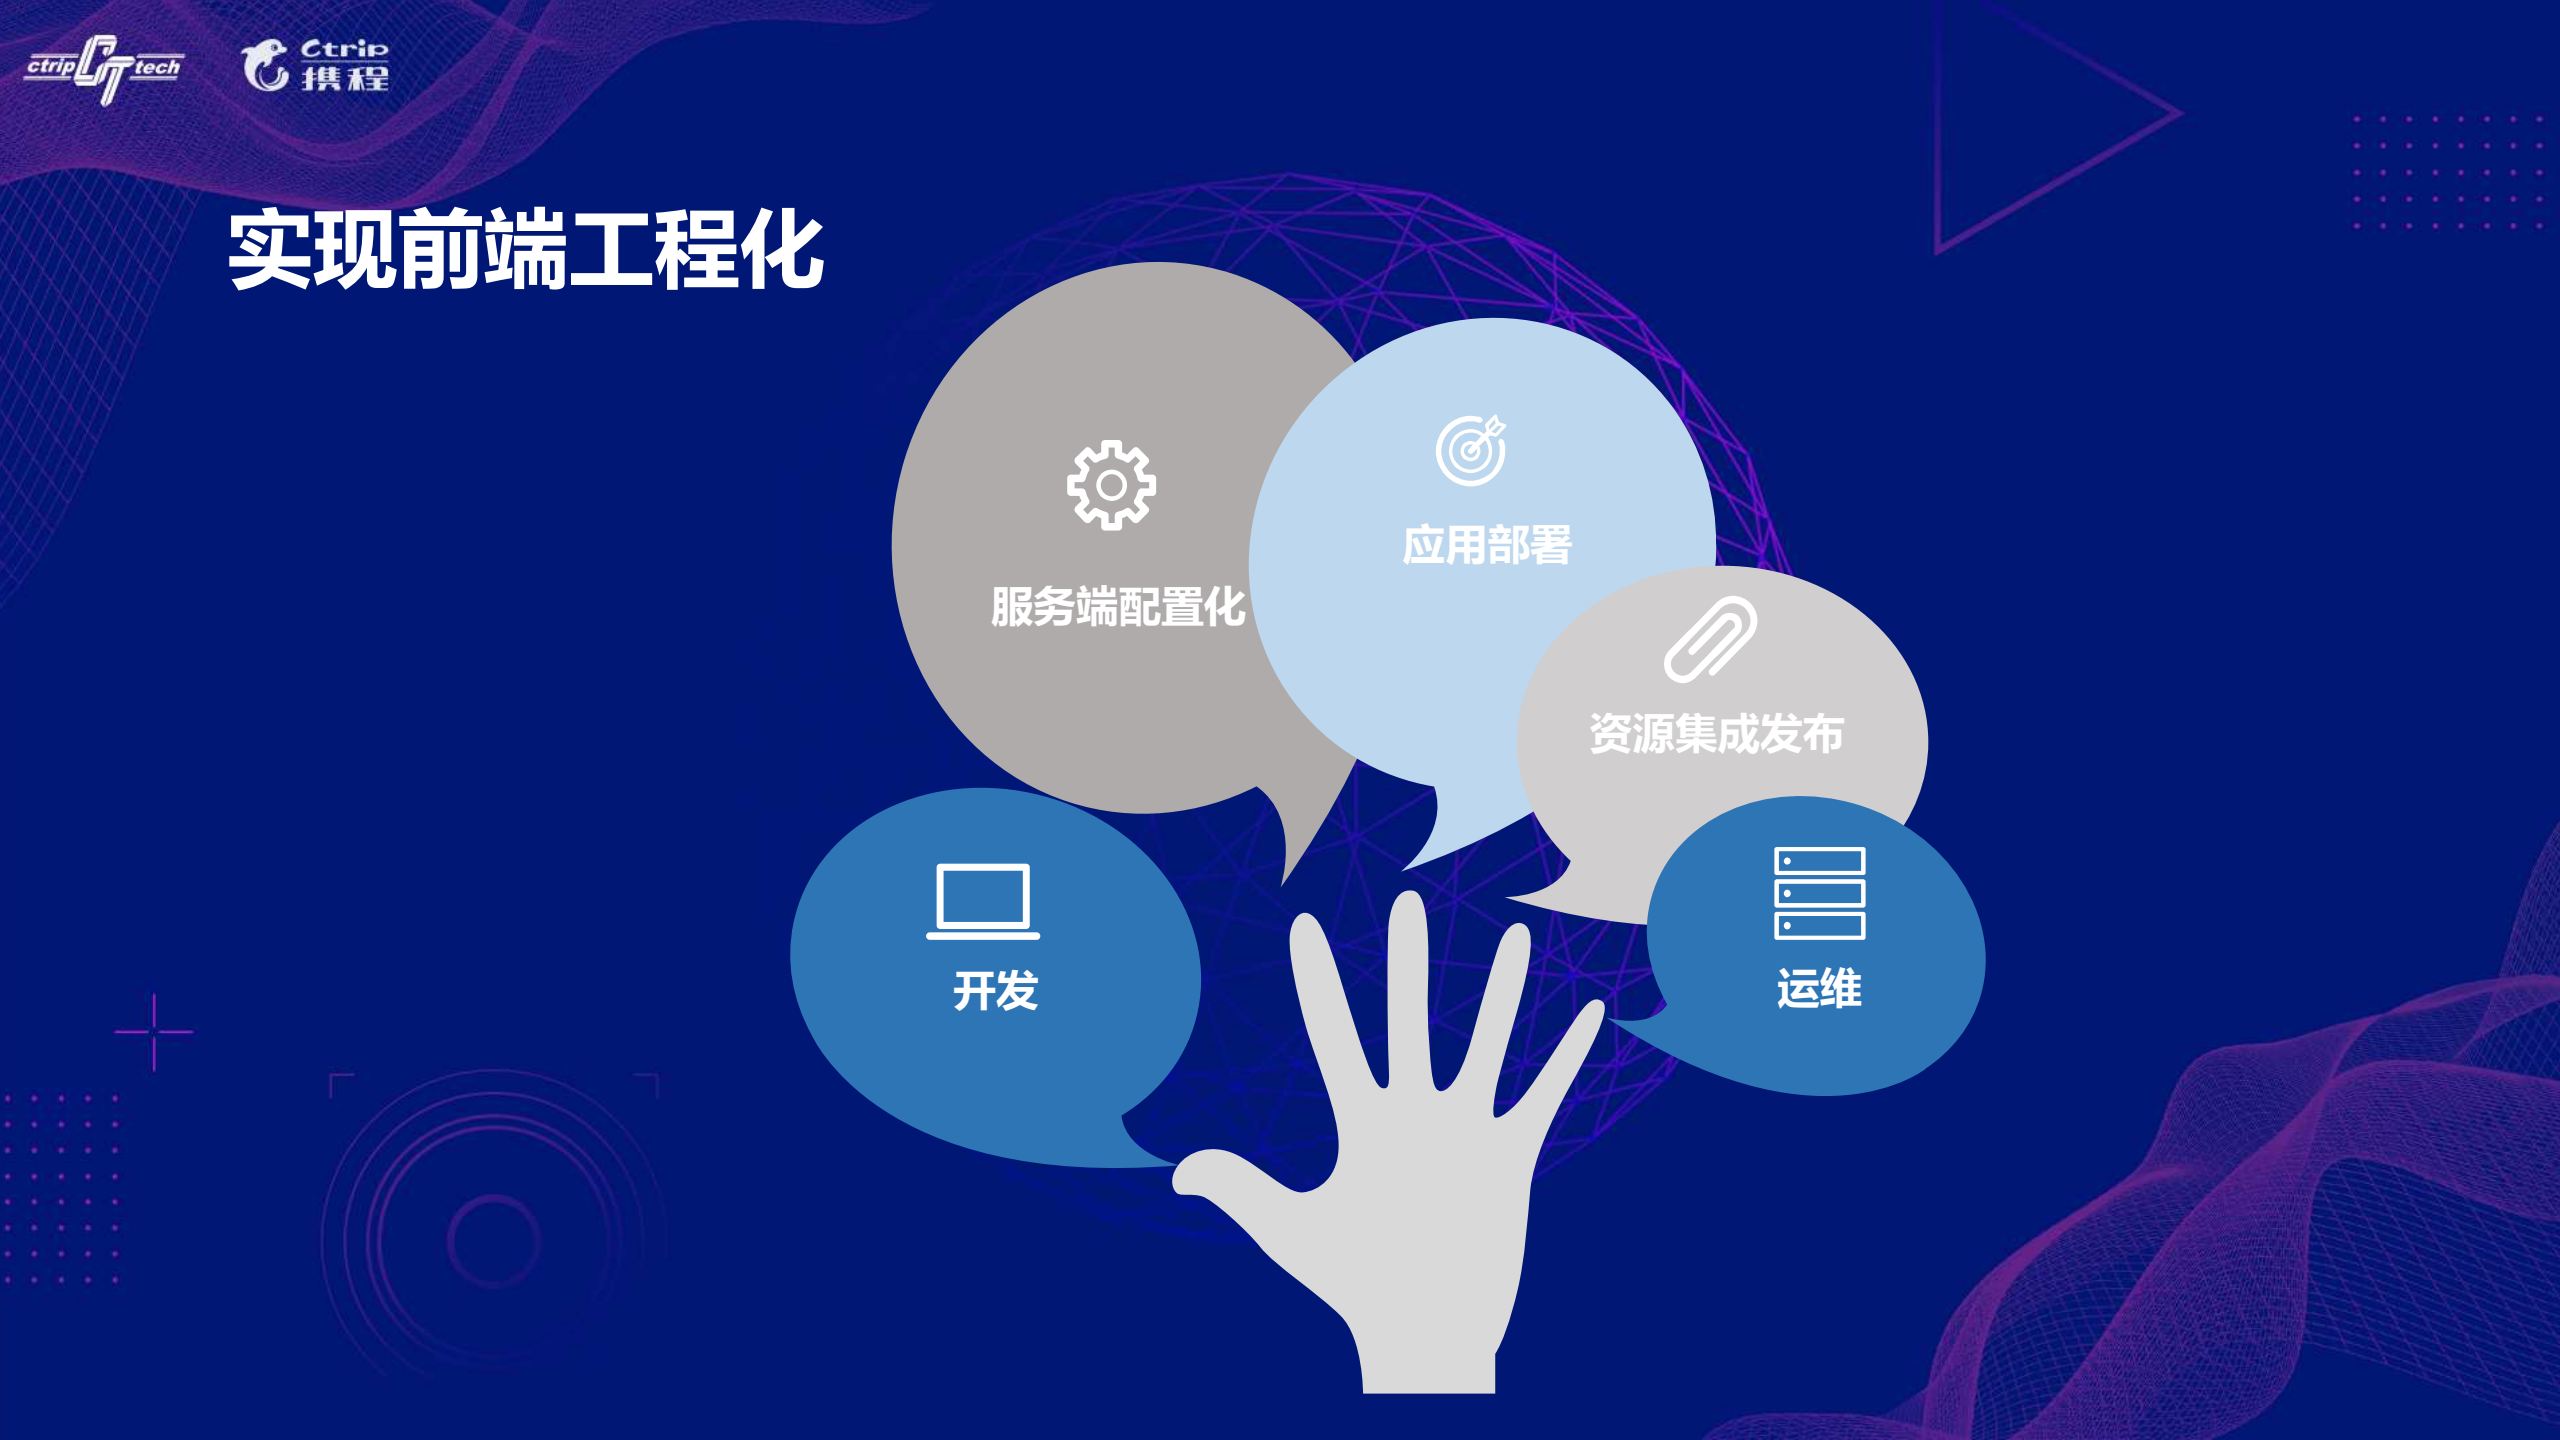 ctrip tech
Ctrip
携程
实现前端工程化
服务端配置化
应用部署
资源集成发布
开发
运维